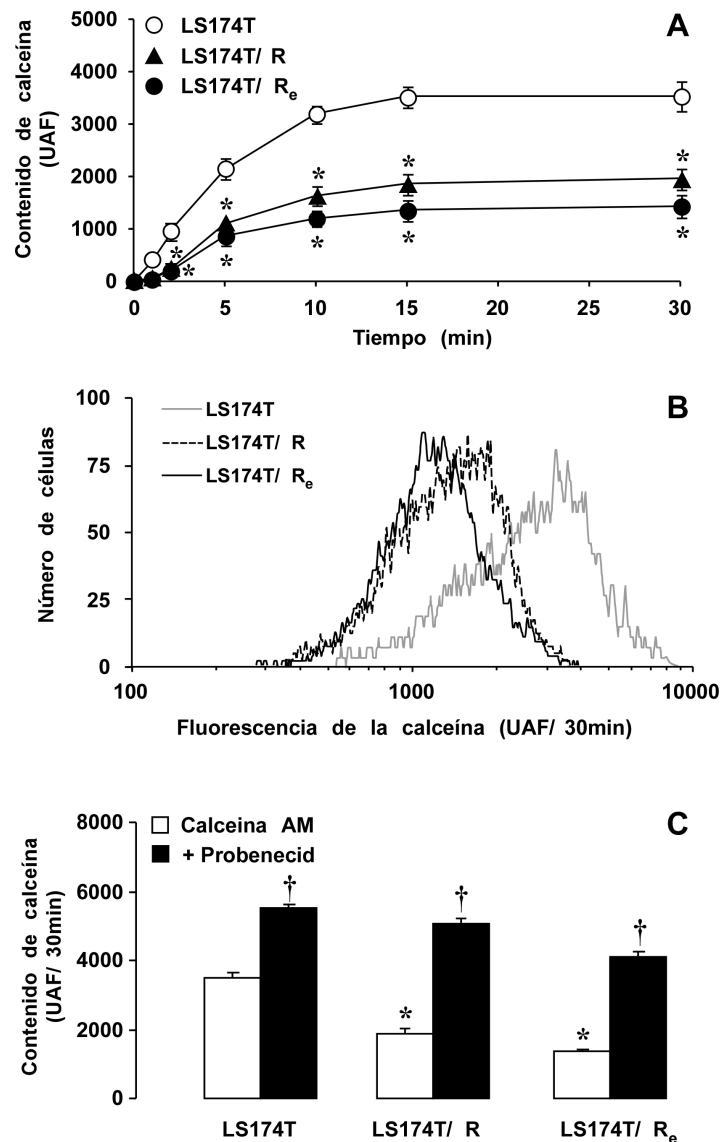 A
LS174T
LS174T/ R
LS174T/ Re
Contenido de calceína
(UAF)
5000
4000
3000
2000
1000
0
* * * *
* * * * * *
0 5 10 15 20 25 30
Tiempo (min)
B
LS174T
LS174T/ R
LS174T/ Re
Número de células
100
75
50
25
0
100 1000 10000
Fluorescencia de la calceína (UAF/ 30min)
C
Calceina AM
+ Probenecid
Contenido de calceína
(UAF/ 30min)
8000
6000
4000
2000
0
† † †
* *
LS174T LS174T/ R LS174T/ Re